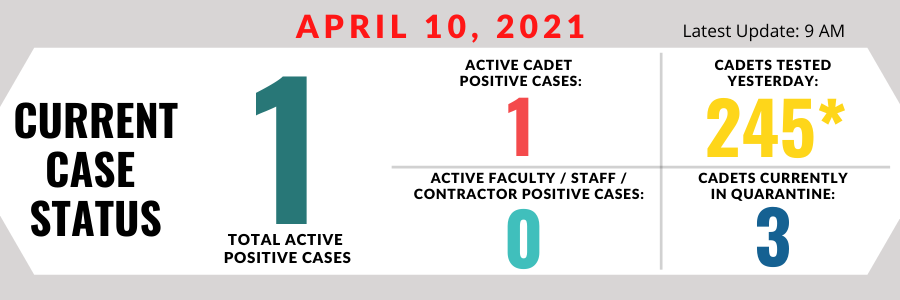 APRIL 10, 2021
Latest Update: 9 AM
CURRENT
CASE
STATUS
1
TOTAL ACTIVE
POSITIVE CASES
ACTIVE CADET
POSITIVE CASES:
1
CADETS TESTED
YESTERDAY:
245*
ACTIVE FACULTY / STAFF /
CONTRACTOR POSITIVE CASES:
0
CADETS CURRENTLY
IN QUARANTINE:
3